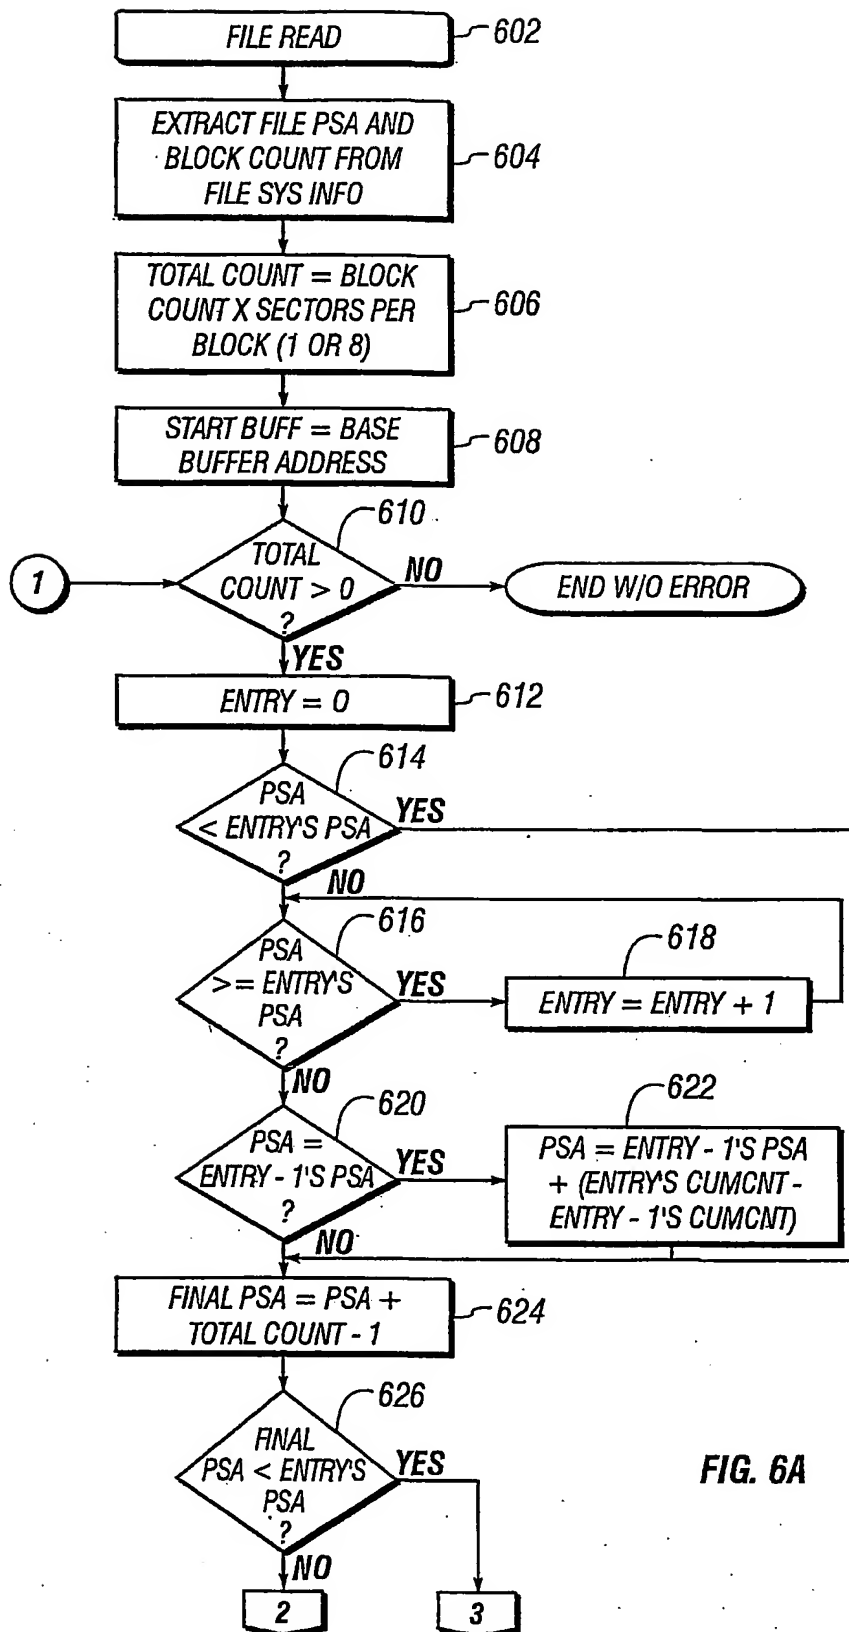 FILE READ
602
EXTRACT FILE PSA AND
BLOCK COUNT FROM
FILE SYS INFO
604
TOTAL COUNT = BLOCK
COUNT X SECTORS PER
BLOCK (1 OR 8)
606
START BUFF = BASE
BUFFER ADDRESS
608
610
1
TOTAL
COUNT > 0
?
NO
END W/O ERROR
YES
ENTRY = 0
612
614
PSA
< ENTRY'S PSA
?
YES
NO
616
PSA
>= ENTRY'S
PSA
?
YES
618
ENTRY = ENTRY + 1
NO
620
PSA =
ENTRY - 1'S PSA
?
YES
622
PSA = ENTRY - 1'S PSA
+ (ENTRY'S CUMCNT -
ENTRY - 1'S CUMCNT)
NO
FINAL PSA = PSA +
TOTAL COUNT - 1
624
626
FINAL
PSA < ENTRY'S
PSA
?
YES
NO
2
3
FIG. 6A